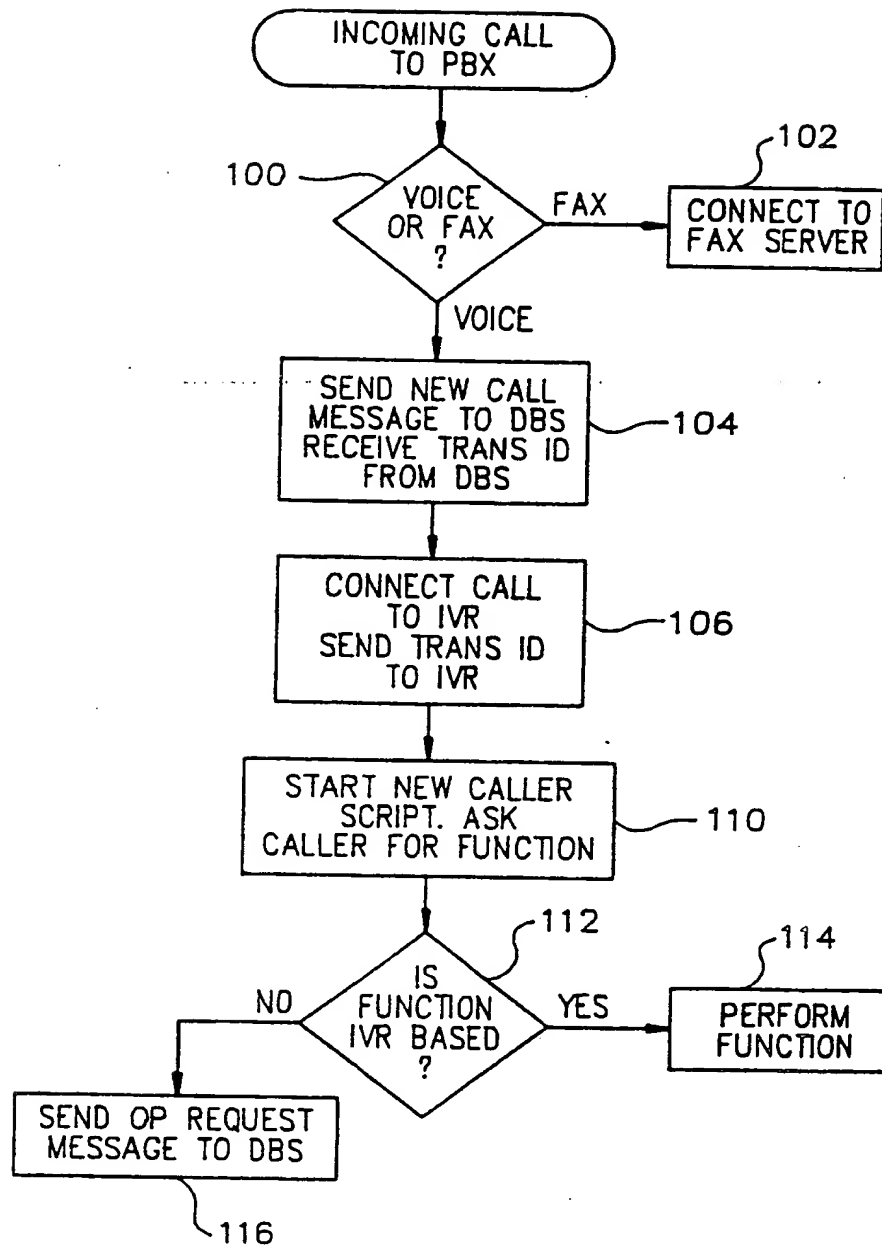 INCOMING CALL
TO PBX
102
100
VOICE
OR FAX
?
FAX
CONNECT TO
FAX SERVER
VOICE
SEND NEW CALL
MESSAGE TO DBS
RECEIVE TRANS ID
FROM DBS
104
CONNECT CALL
TO IVR
SEND TRANS ID
TO IVR
106
START NEW CALLER
SCRIPT. ASK
CALLER FOR FUNCTION
110
112
114
IS
FUNCTION
IVR BASED
?
NO
YES
PERFORM
FUNCTION
SEND OP REQUEST
MESSAGE TO DBS
116